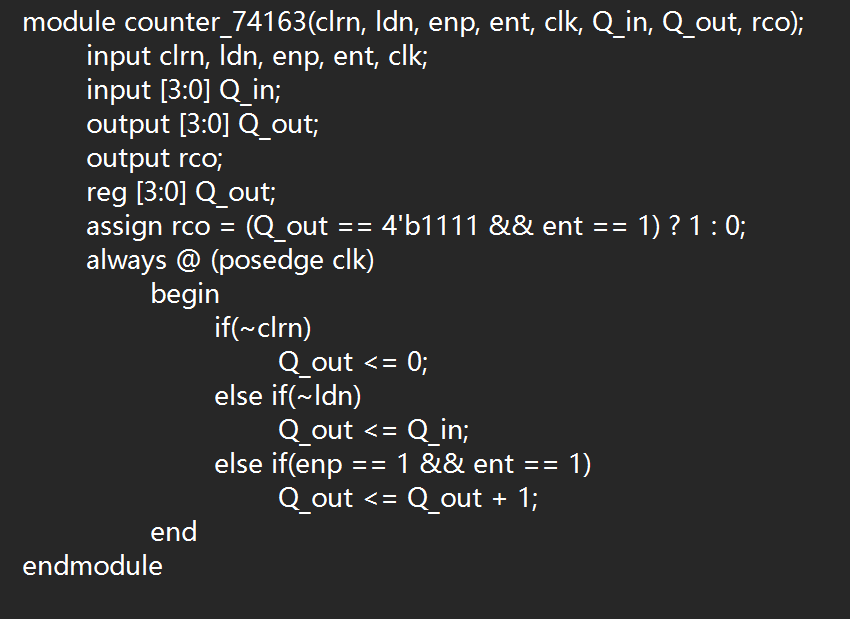 module counter_74163(clrn, ldn, enp, ent, clk, Q_in, Q_out, rco);
input clrn, ldn, enp, ent, clk;
input [3:0] Q_in;
output [3:0] Q_out;
output rco;
reg [3:0] Q_out;
assign rco = (Q_out == 4'b1111 && ent == 1) ? 1 : 0;
always @ (posedge clk)
begin
if(~clrn)
Q_out <= 0;
else if(~ldn)
Q_out <= Q_in;
else if(enp == 1 && ent == 1)
Q_out <= Q_out + 1;
end
endmodule